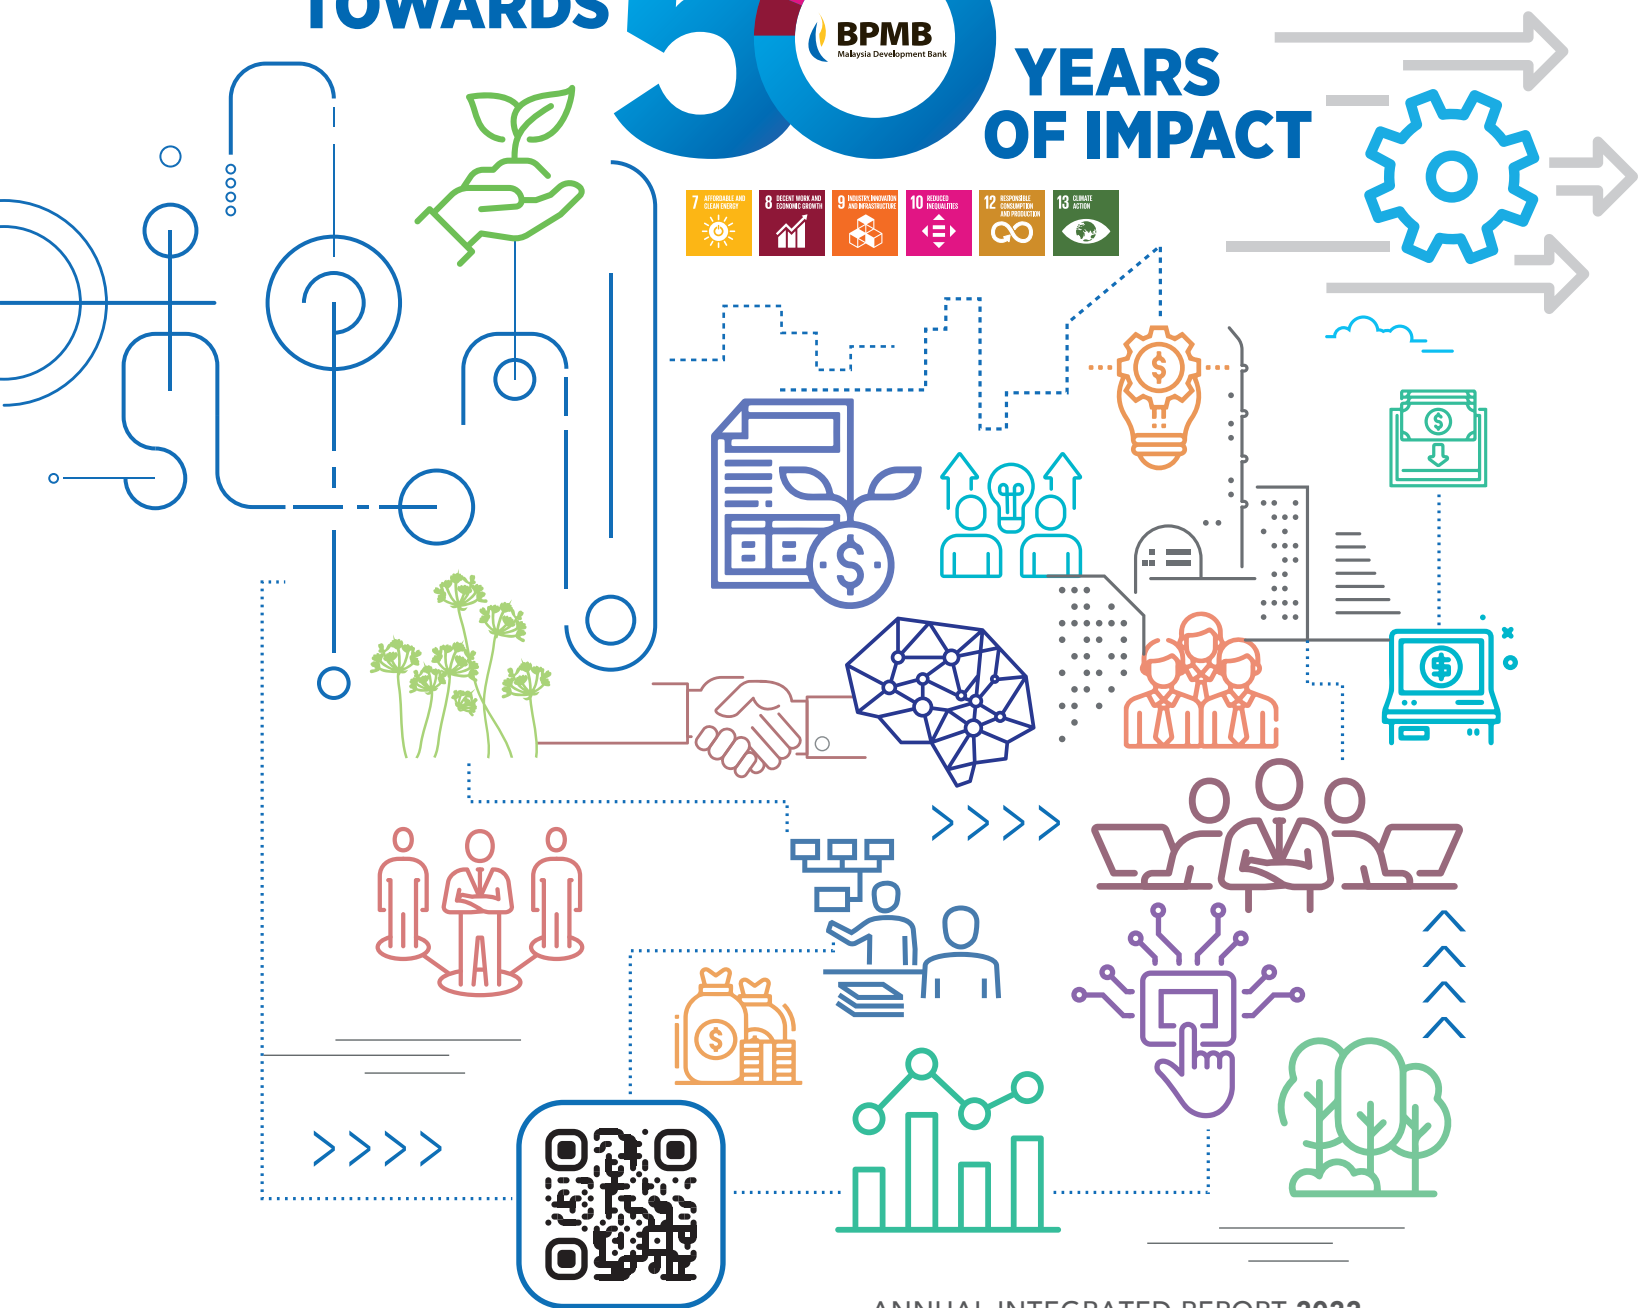 TOWARDS
50
BPMB
Malaysia Development Bank
YEARS
OF IMPACT
7 AFFORDABLE AND CLEAN ENERGY
8 DECENT WORK AND ECONOMIC GROWTH
9 INDUSTRY, INNOVATION AND INFRASTRUCTURE
10 REDUCED INEQUALITIES
12 RESPONSIBLE CONSUMPTION AND PRODUCTION
13 CLIMATE ACTION
ANNUAL INTEGRATED REPORT